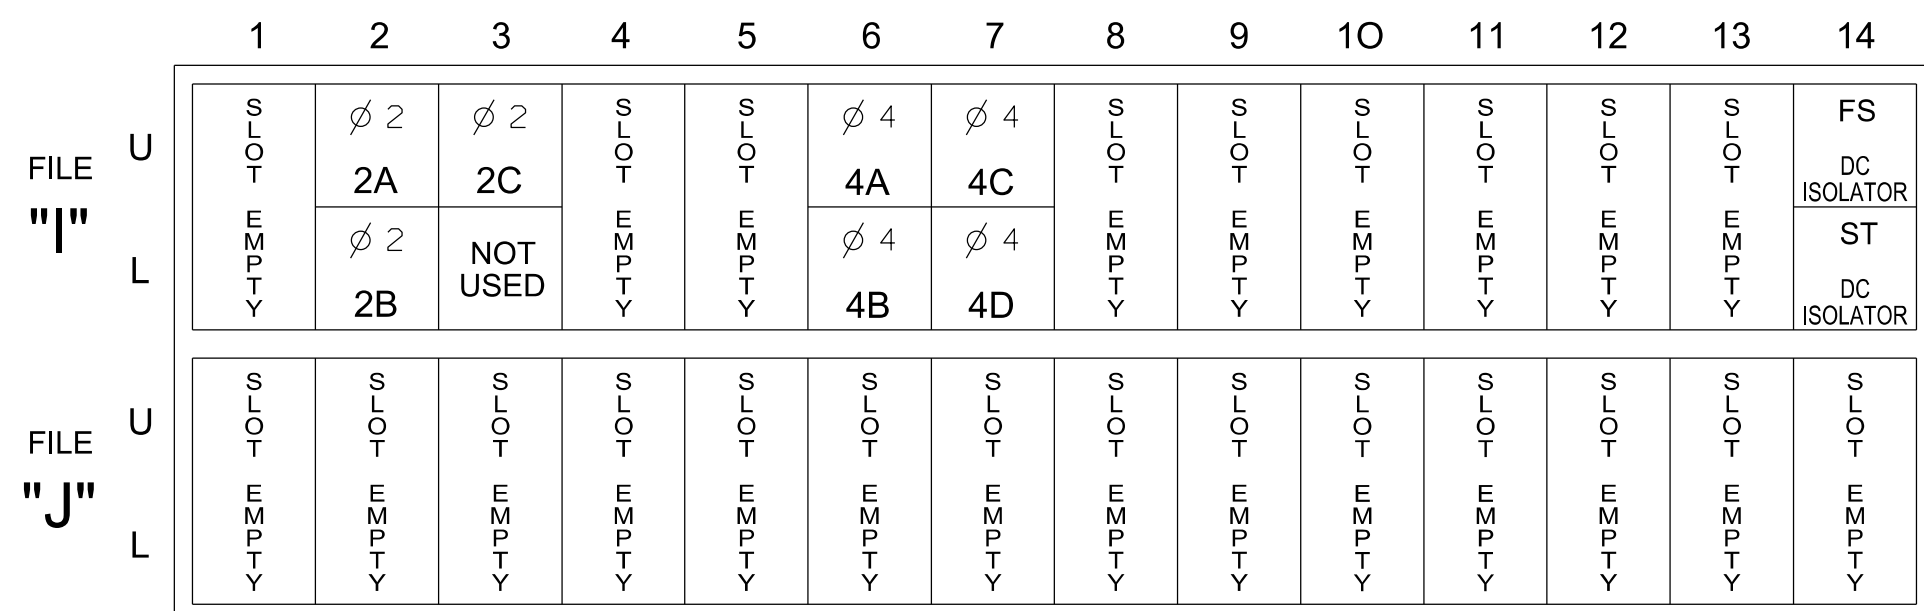 1 2 3 4 5 6 7 8 9 10 11 12 13 14
FILE
"I"
U
L
SLOT EMPTY
ø 2
2A
ø 2
2B
ø 2
2C
NOT
USED
SLOT EMPTY
SLOT EMPTY
ø 4
4A
ø 4
4B
ø 4
4C
ø 4
4D
SLOT EMPTY
SLOT EMPTY
SLOT EMPTY
SLOT EMPTY
SLOT EMPTY
SLOT EMPTY
FS
DC
ISOLATOR
ST
DC
ISOLATOR
FILE
"J"
U
L
SLOT EMPTY
SLOT EMPTY
SLOT EMPTY
SLOT EMPTY
SLOT EMPTY
SLOT EMPTY
SLOT EMPTY
SLOT EMPTY
SLOT EMPTY
SLOT EMPTY
SLOT EMPTY
SLOT EMPTY
SLOT EMPTY
SLOT EMPTY